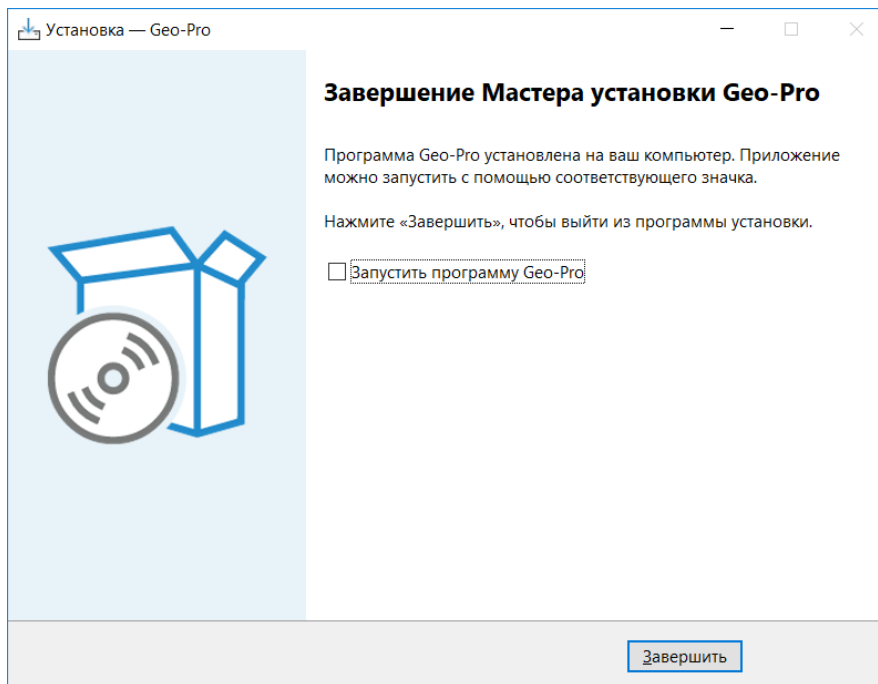 Установка — Geo-Pro
Завершение Мастера установки Geo-Pro
Программа Geo-Pro установлена на ваш компьютер. Приложение
можно запустить с помощью соответствующего значка.
Нажмите «Завершить», чтобы выйти из программы установки.
Запустить программу Geo-Pro
Завершить